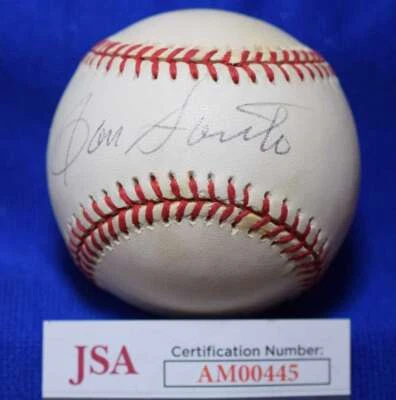 Ron Santo
JSA
Certification Number:
AM00445